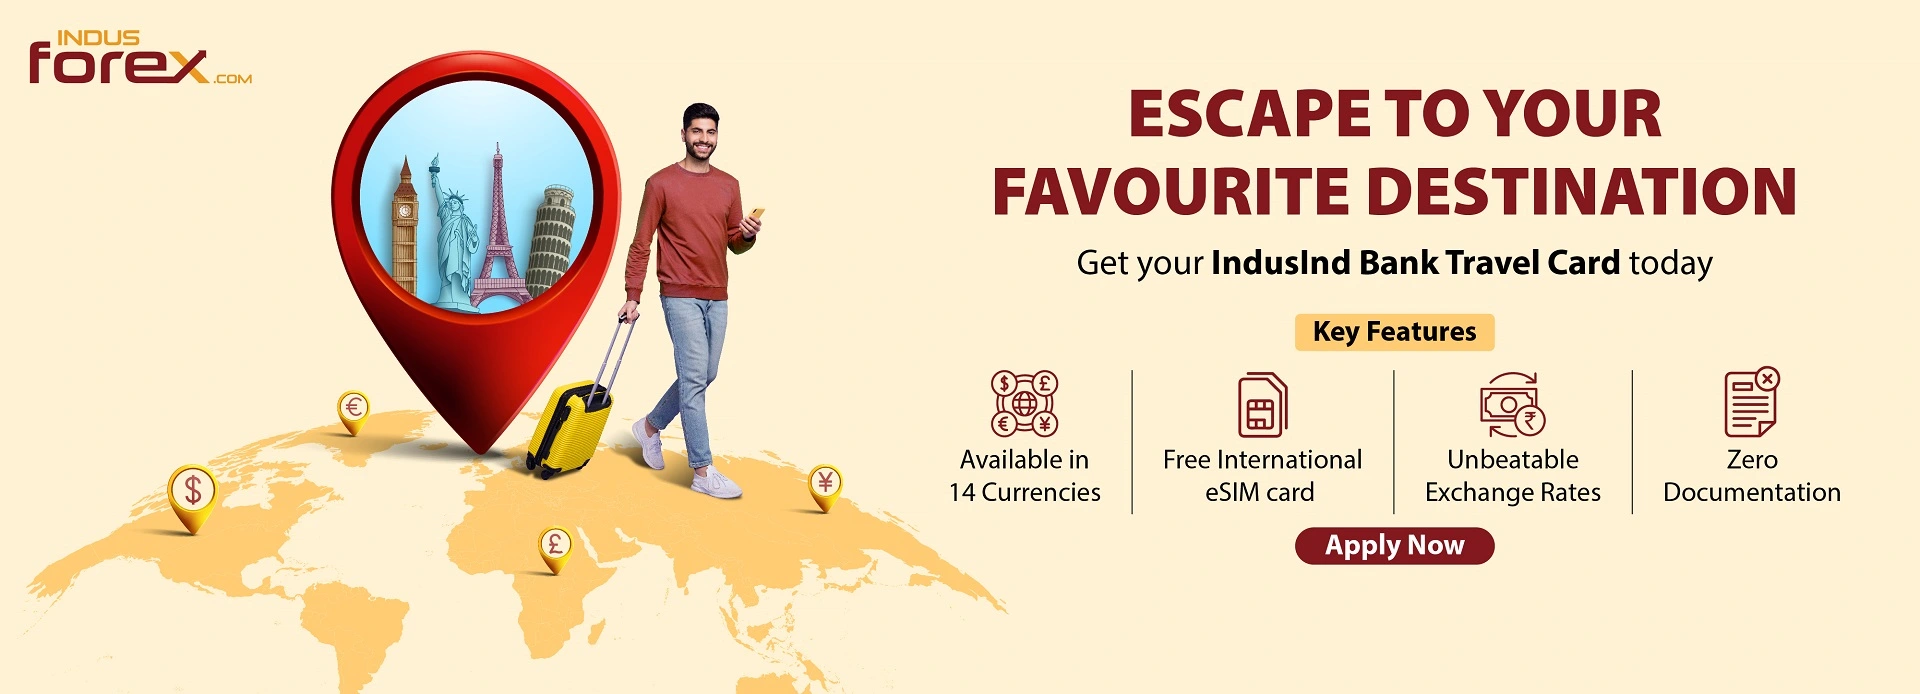 INDUS
forex.COM
ESCAPE TO YOUR
FAVOURITE DESTINATION
Get your IndusInd Bank Travel Card today
Key Features
$ £
€ ¥
₹
Available in
14 Currencies
Free International
eSIM card
Unbeatable
Exchange Rates
Zero
Documentation
Apply Now
€
$
¥
£